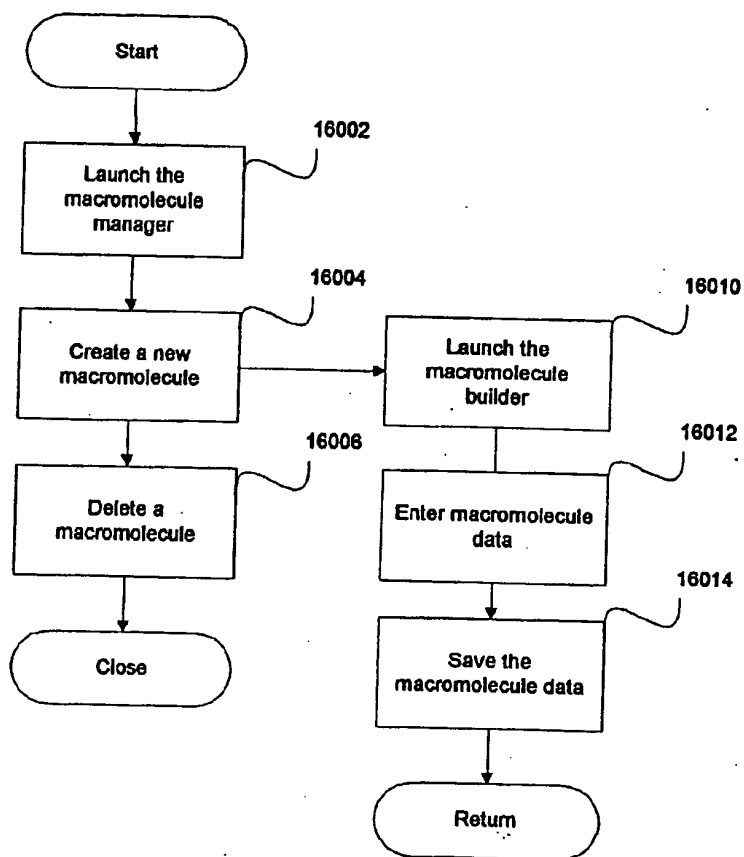 Start
16002
Launch the
macromolecule
manager
16004
Create a new
macromolecule
16006
Delete a
macromolecule
Close
16010
Launch the
macromolecule
builder
16012
Enter macromolecule
data
16014
Save the
macromolecule data
Return